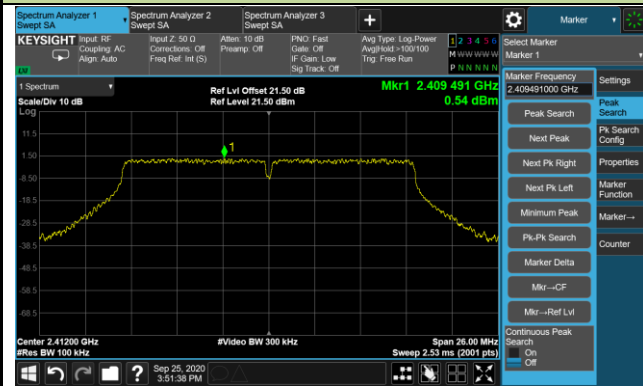 Spectrum Analyzer 1
Swept SA
Spectrum Analyzer 2
Swept SA
Spectrum Analyzer 3
Swept SA
+
Marker
KEYSIGHT
Input: RF
Coupling: AC
Align: Auto
Input Z: 50 Ω
Corrections: Off
Freq Ref: Int (S)
Atten: 10 dB
Preamp: Off
PNO: Fast
Gate: Off
IF Gain: Low
Sig Track: Off
Avg Type: Log-Power
Avg|Hold:>100/100
Trig: Free Run
1 2 3 4 5 6
M W W W W W
P N N N N N
Select Marker
Marker 1
LXI
1 Spectrum
Scale/Div 10 dB
Log
Ref Lvl Offset 21.50 dB
Ref Level 21.50 dBm
Mkr1 2.409 491 GHz
0.54 dBm
11.5
1.50
-8.50
-18.5
-28.5
-38.5
-48.5
-58.5
-68.5
1
Center 2.41200 GHz
#Res BW 100 kHz
#Video BW 300 kHz
Span 26.00 MHz
Sweep 2.53 ms (2001 pts)
Marker Frequency
2.409491000 GHz
Peak Search
Next Peak
Next Pk Right
Next Pk Left
Minimum Peak
Pk-Pk Search
Marker Delta
Mkr→CF
Mkr→Ref Lvl
Continuous Peak
Search
On
Off
Settings
Peak
Search
Pk Search
Config
Properties
Marker
Function
Marker→
Counter
?
Sep 25, 2020
3:51:38 PM